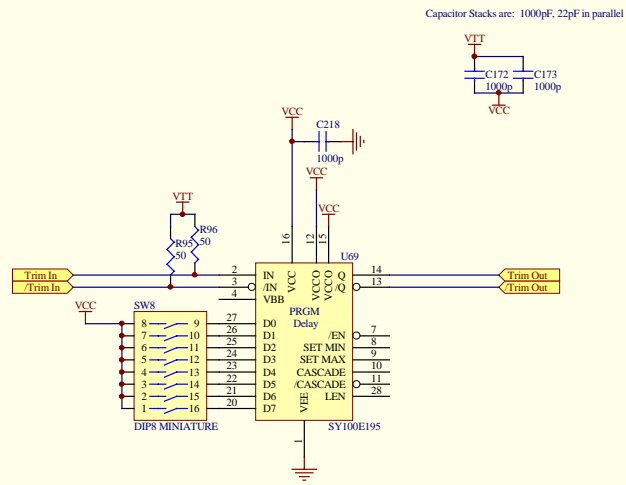 Capacitor Stacks are: 1000pF, 22pF in parallel
VTT
C172
1000p
C173
1000p
VCC
VCC
C218
1000p
VCC
VCC
VTT
R95
50
R96
50
16
12
15
U69
Trim In
/Trim In
2
3
4
IN
/IN
VBB
VCC
VCCO
VCCO
Q
/Q
14
13
Trim Out
/Trim Out
PRGM
Delay
VCC
SW8
8 9
7 10
6 11
5 12
4 13
3 14
2 15
1 16
DIP8 MINIATURE
27 D0
26 D1
25 D2
24 D3
23 D4
22 D5
21 D6
20 D7
/EN 7
SET MIN 8
SET MAX 9
CASCADE 10
/CASCADE 11
LEN 28
VEE
SY100E195
1